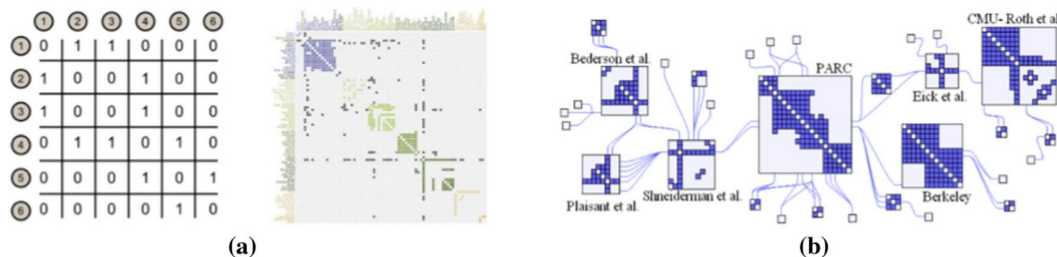 1 2 3 4 5 6
1 0 1 1 0 0 0
2 1 0 0 1 0 0
3 1 0 0 1 0 0
4 0 1 1 0 1 0
5 0 0 0 1 0 1
6 0 0 0 0 1 0
(a)
CMU- Roth et al
Bederson et al.
PARC
Eick et al.
Plaisant et al.
Shneiderman et al.
Berkeley
(b)